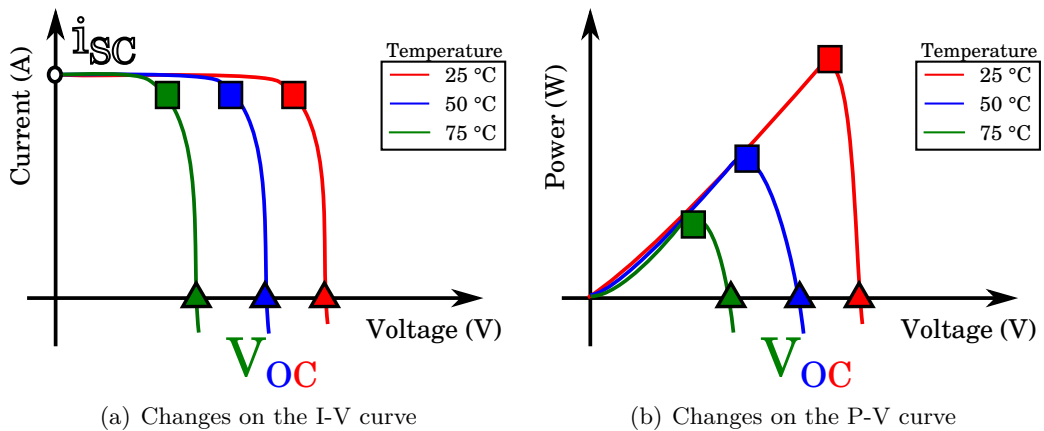 Current (A)
iSC
Temperature
25 °C
50 °C
75 °C
Voltage (V)
VOC
(a) Changes on the I-V curve
Power (W)
Temperature
25 °C
50 °C
75 °C
Voltage (V)
VOC
(b) Changes on the P-V curve